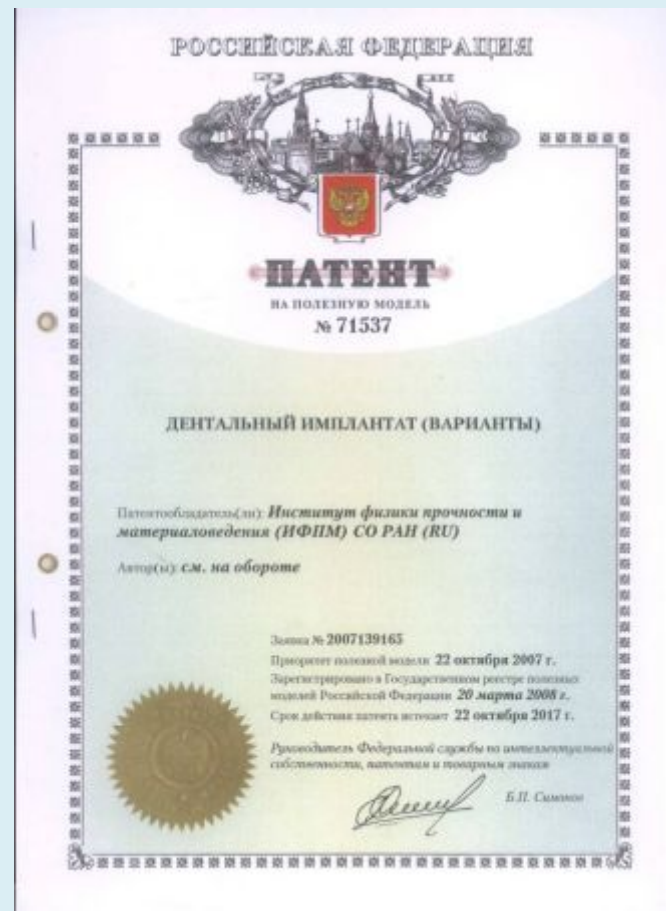 РОССИЙСКАЯ ФЕДЕРАЦИЯ
ПАТЕНТ
НА ПОЛЕЗНУЮ МОДЕЛЬ
№ 71537
ДЕНТАЛЬНЫЙ ИМПЛАНТАТ (ВАРИАНТЫ)
Патентообладатель(ли): Институт физики прочности и
материаловедения (ИФПМ) СО РАН (RU)
Автор(ы): см. на обороте
Заявка № 2007139165
Приоритет полезной модели 22 октября 2007 г.
Зарегистрировано в Государственном реестре полезных
моделей Российской Федерации 20 марта 2008 г.
Срок действия патента истекает 22 октября 2017 г.
Руководитель Федеральной службы по интеллектуальной
собственности, патентам и товарным знакам
Б.П. Симонов